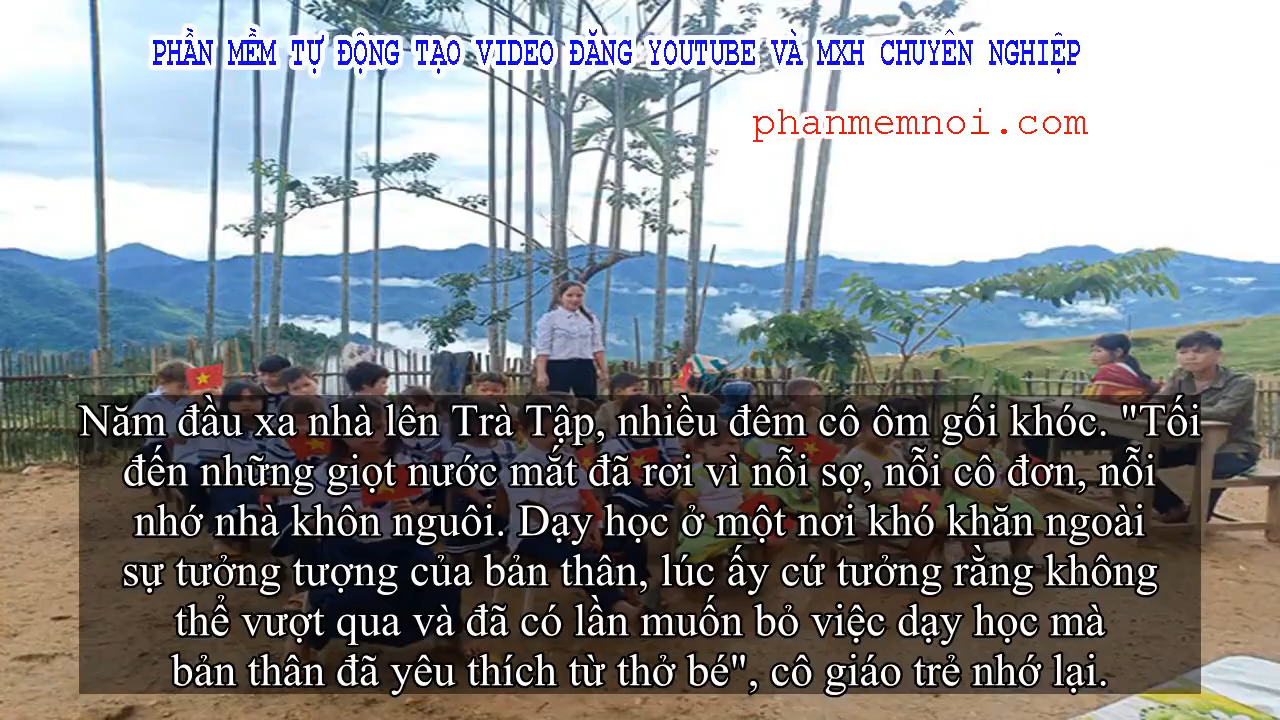 PHẦN MỀM TỰ ĐỘNG TẠO VIDEO ĐĂNG YOUTUBE VÀ MXH CHUYÊN NGHIỆP
phanmemnoi.com
Năm đầu xa nhà lên Trà Tập, nhiều đêm cô ôm gối khóc. "Tối
đến những giọt nước mắt đã rơi vì nỗi sợ, nỗi cô đơn, nỗi
nhớ nhà khôn nguôi. Dạy học ở một nơi khó khăn ngoài
sự tưởng tượng của bản thân, lúc ấy cứ tưởng rằng không
thể vượt qua và đã có lần muốn bỏ việc dạy học mà
bản thân đã yêu thích từ thở bé", cô giáo trẻ nhớ lại.